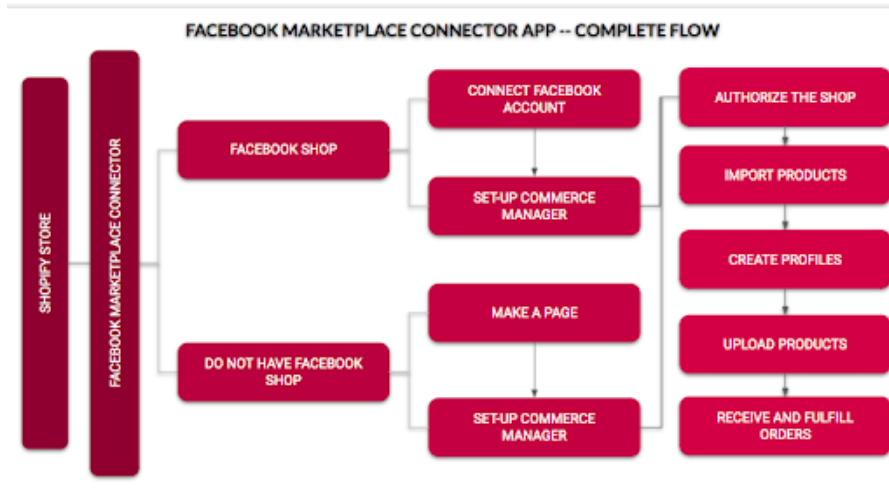 FACEBOOK MARKETPLACE CONNECTOR APP -- COMPLETE FLOW
SHOPIFY STORE
FACEBOOK MARKETPLACE CONNECTOR
FACEBOOK SHOP
CONNECT FACEBOOK
ACCOUNT
SET-UP COMMERCE
MANAGER
DO NOT HAVE FACEBOOK
SHOP
MAKE A PAGE
SET-UP COMMERCE
MANAGER
AUTHORIZE THE SHOP
IMPORT PRODUCTS
CREATE PROFILES
UPLOAD PRODUCTS
RECEIVE AND FULFILL
ORDERS